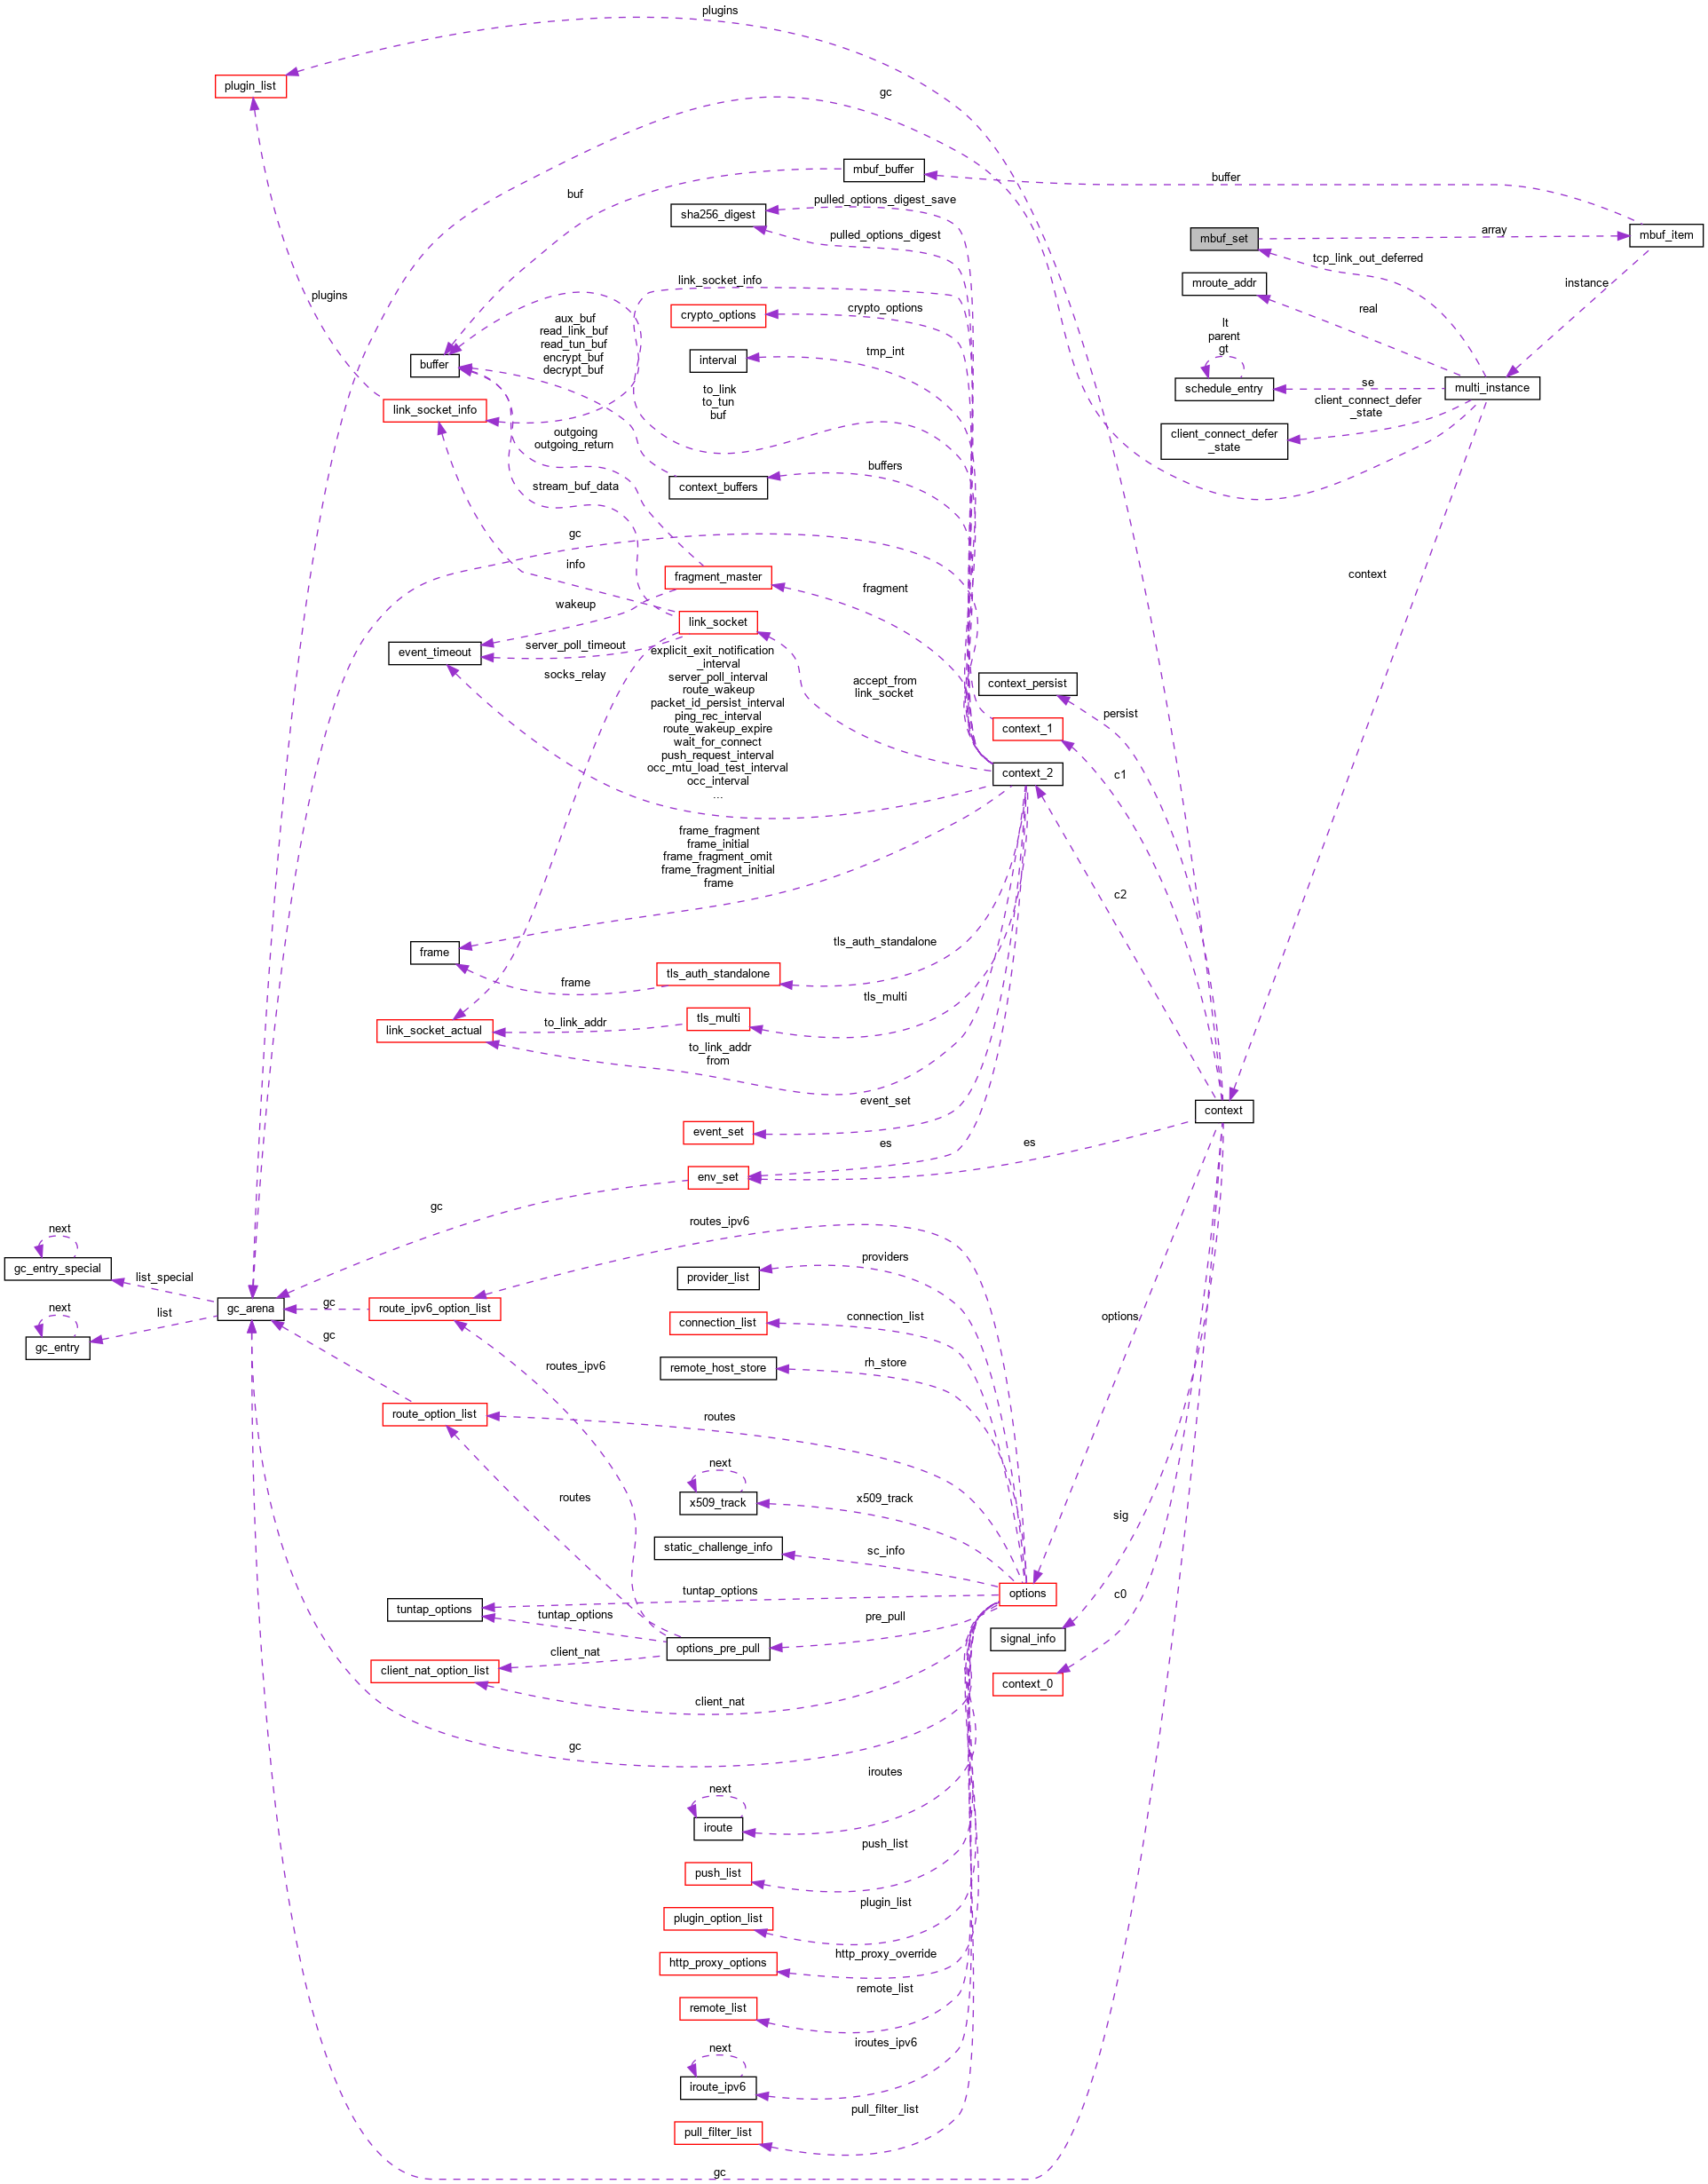 plugins
plugin_list
gc
mbuf_buffer
buffer
buf
pulled_options_digest_save
sha256_digest
pulled_options_digest
mbuf_set
array
mbuf_item
tcp_link_out_deferred
link_socket_info
mroute_addr
instance
plugins
crypto_options
crypto_options
real
aux_buf
read_link_buf
read_tun_buf
encrypt_buf
decrypt_buf
lt
parent
gt
tmp_int
interval
buffer
schedule_entry
se
multi_instance
to_link
to_tun
buf
client_connect_defer
_state
link_socket_info
client_connect_defer
_state
outgoing
outgoing_return
buffers
context_buffers
stream_buf_data
gc
info
fragment_master
fragment
context
wakeup
link_socket
event_timeout
server_poll_timeout
socks_relay
explicit_exit_notification
_interval
server_poll_interval
route_wakeup
packet_id_persist_interval
ping_rec_interval
route_wakeup_expire
wait_for_connect
push_request_interval
occ_mtu_load_test_interval
occ_interval
...
accept_from
link_socket
context_persist
persist
context_1
c1
context_2
frame_fragment
frame_initial
frame_fragment_omit
frame_fragment_initial
frame
c2
frame
tls_auth_standalone
tls_auth_standalone
frame
tls_multi
link_socket_actual
to_link_addr
tls_multi
to_link_addr
from
event_set
context
event_set
es
es
env_set
gc
next
routes_ipv6
gc_entry_special
list_special
providers
provider_list
gc_arena
gc
route_ipv6_option_list
next
list
gc_entry
gc
connection_list
connection_list
options
routes_ipv6
remote_host_store
rh_store
route_option_list
routes
next
routes
x509_track
x509_track
sig
static_challenge_info
sc_info
tuntap_options
options
c0
tuntap_options
tuntap_options
pre_pull
options_pre_pull
signal_info
client_nat
client_nat_option_list
context_0
client_nat
gc
iroutes
next
iroute
push_list
push_list
plugin_list
plugin_option_list
http_proxy_override
http_proxy_options
remote_list
remote_list
iroutes_ipv6
next
iroute_ipv6
pull_filter_list
pull_filter_list
gc